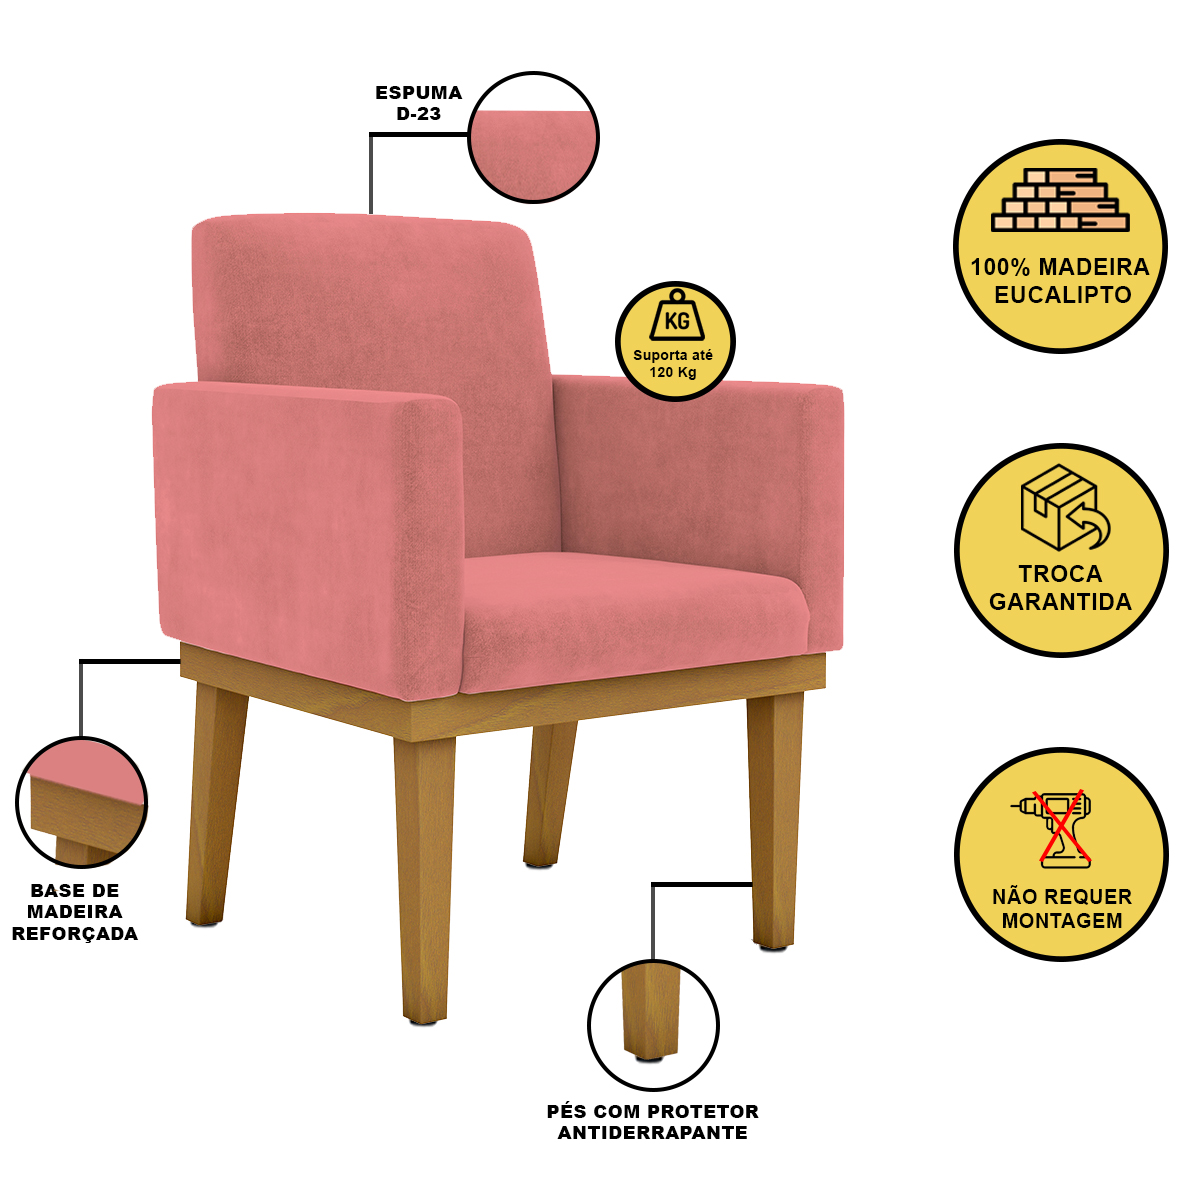 ESPUMA
D-23
KG
Suporta até
120 Kg
100% MADEIRA
EUCALIPTO
TROCA
GARANTIDA
NÃO REQUER
MONTAGEM
BASE DE
MADEIRA
REFORÇADA
PÉS COM PROTETOR
ANTIDERRAPANTE